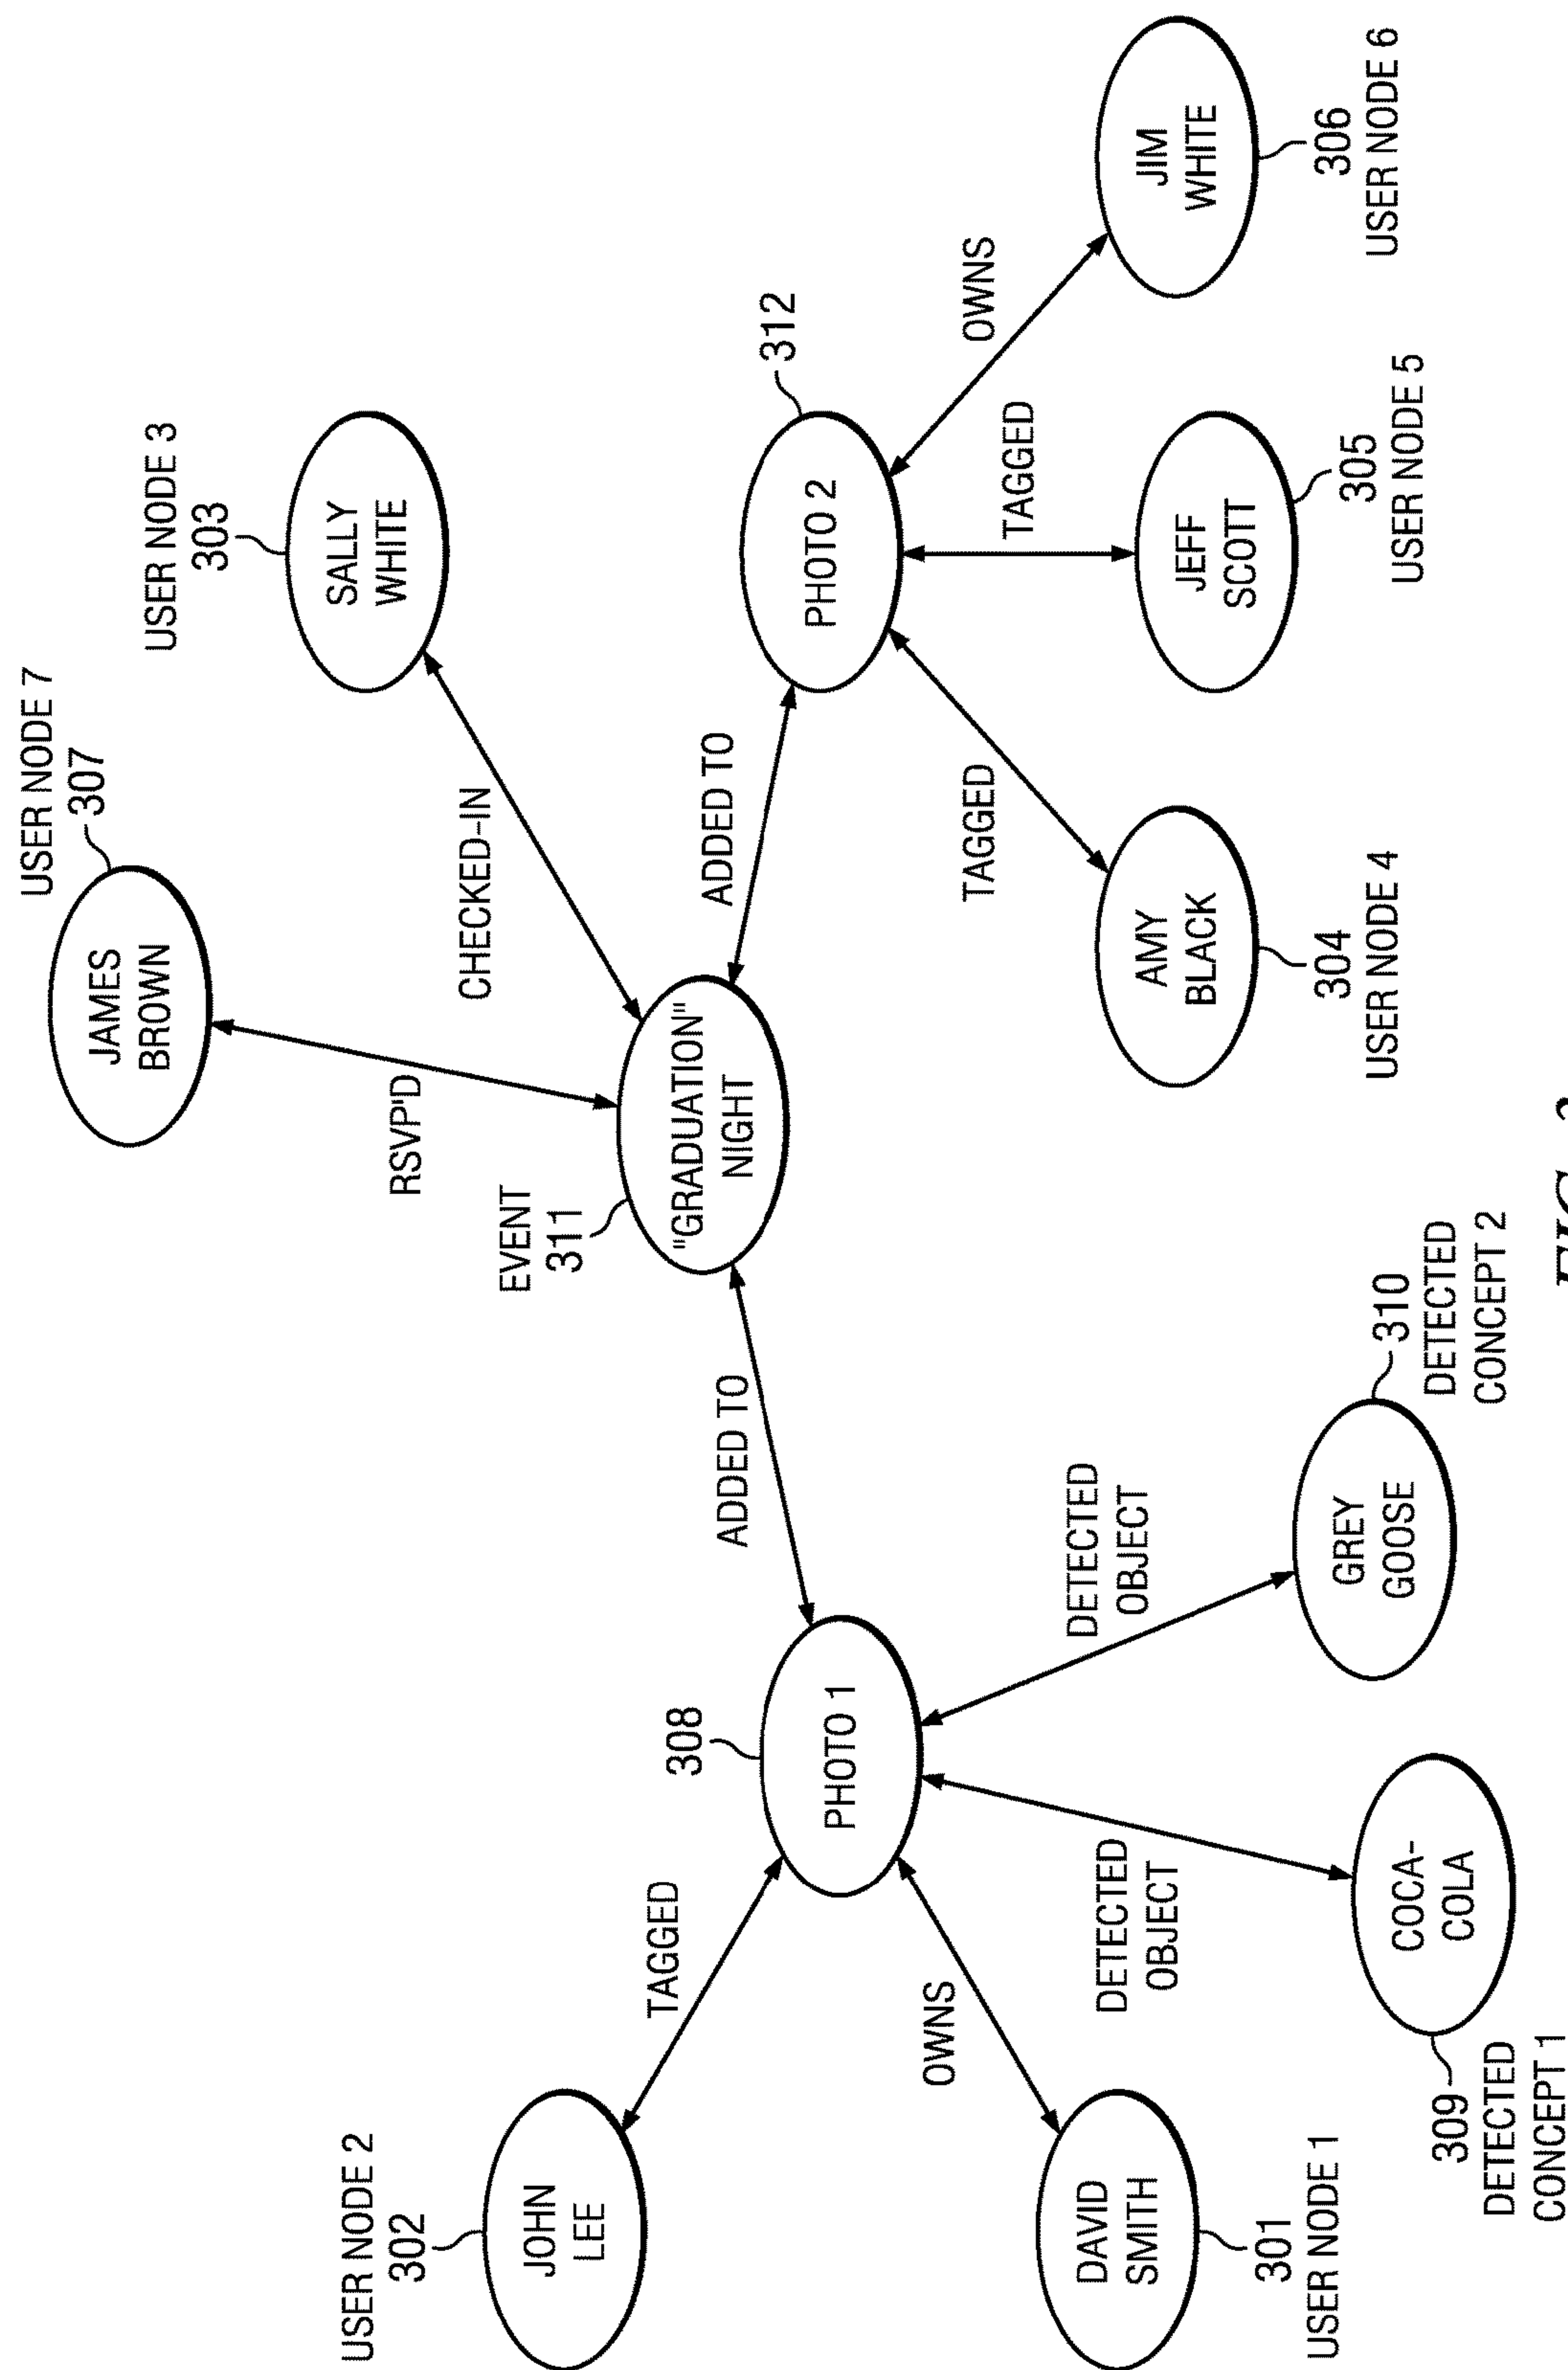 USER NODE 7
307
JAMES
BROWN
USER NODE 3
303
SALLY
WHITE
RSVP'D
CHECKED-IN
EVENT
311
"GRADUATION"
NIGHT
USER NODE 2
302
JOHN
LEE
TAGGED
308
PHOTO 1
ADDED TO
ADDED TO
312
PHOTO 2
OWNS
DAVID
SMITH
301
USER NODE 1
DETECTED
OBJECT
DETECTED
OBJECT
COCA-
COLA
309
DETECTED
CONCEPT 1
GREY
GOOSE
310
DETECTED
CONCEPT 2
TAGGED
TAGGED
OWNS
AMY
BLACK
304
USER NODE 4
JEFF
SCOTT
305
USER NODE 5
JIM
WHITE
306
USER NODE 6